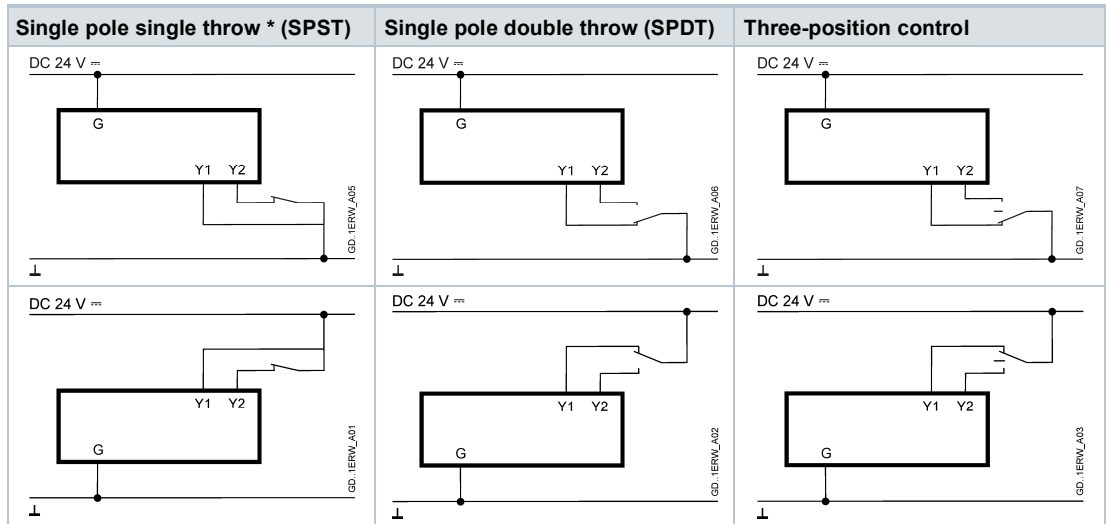 Single pole single throw * (SPST)
Single pole double throw (SPDT)
Three-position control
DC 24 V ⎓
G
Y1 Y2
GD..1ERW_A05
DC 24 V ⎓
G
Y1 Y2
GD..1ERW_A06
DC 24 V ⎓
G
Y1 Y2
GD..1ERW_A07
DC 24 V ⎓
Y1 Y2
G
GD..1ERW_A01
DC 24 V ⎓
Y1 Y2
G
GD..1ERW_A02
DC 24 V ⎓
Y1 Y2
G
GD..1ERW_A03